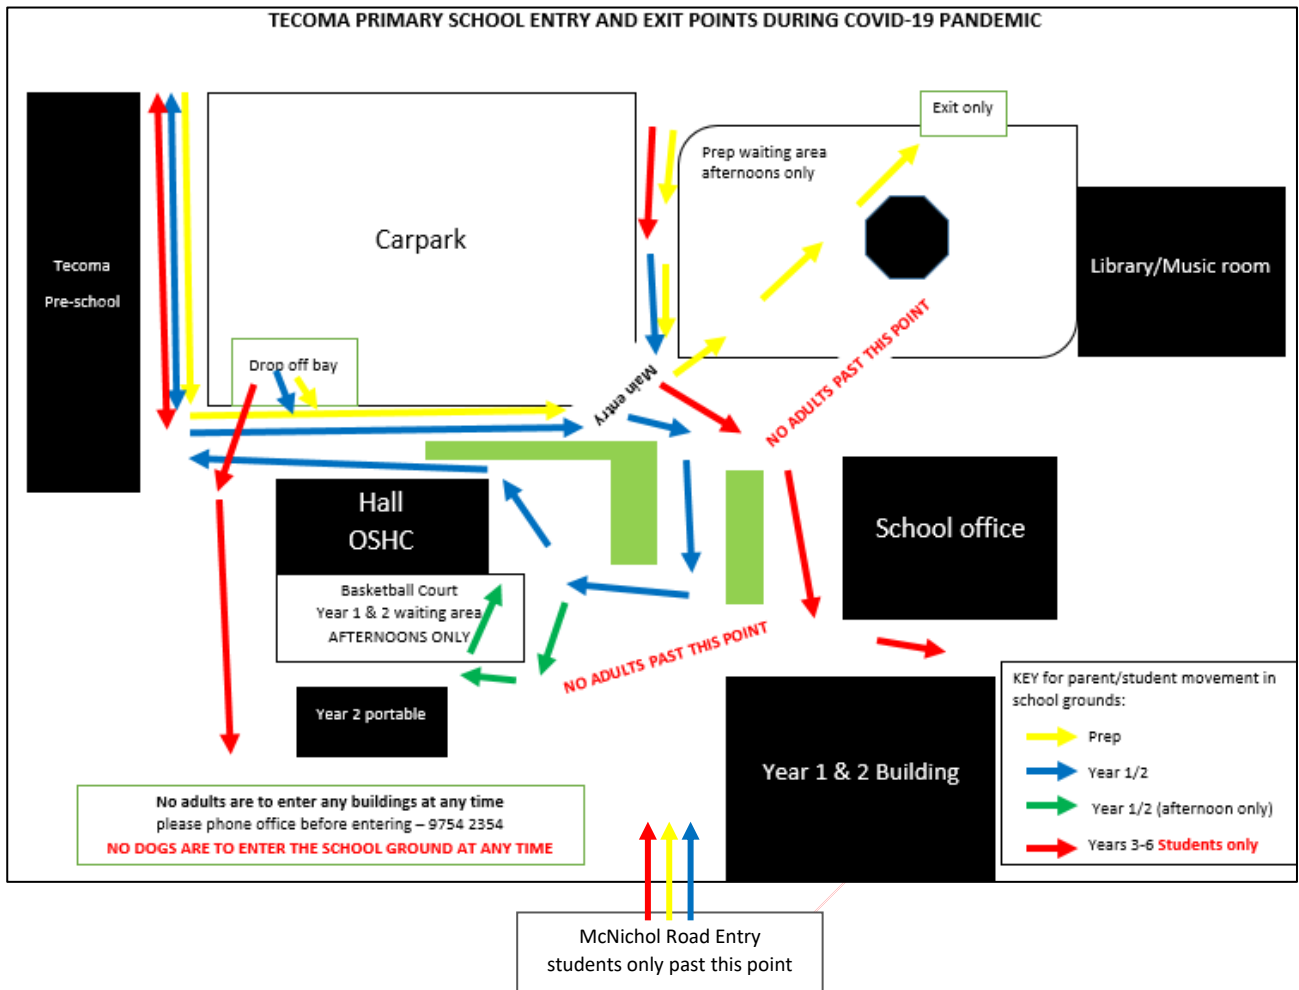 TECOMA PRIMARY SCHOOL ENTRY AND EXIT POINTS DURING COVID-19 PANDEMIC
Exit only
Prep waiting area
afternoons only
Carpark
Tecoma
Pre-school
Library/Music room
Drop off bay
Main entry
NO ADULTS PAST THIS POINT
Hall
OSHC
School office
Basketball Court
Year 1 & 2 waiting area
AFTERNOONS ONLY
NO ADULTS PAST THIS POINT
Year 2 portable
Year 1 & 2 Building
KEY for parent/student movement in
school grounds:
Prep
Year 1/2
Year 1/2 (afternoon only)
Years 3-6 Students only
No adults are to enter any buildings at any time
please phone office before entering – 9754 2354
NO DOGS ARE TO ENTER THE SCHOOL GROUND AT ANY TIME
McNichol Road Entry
students only past this point